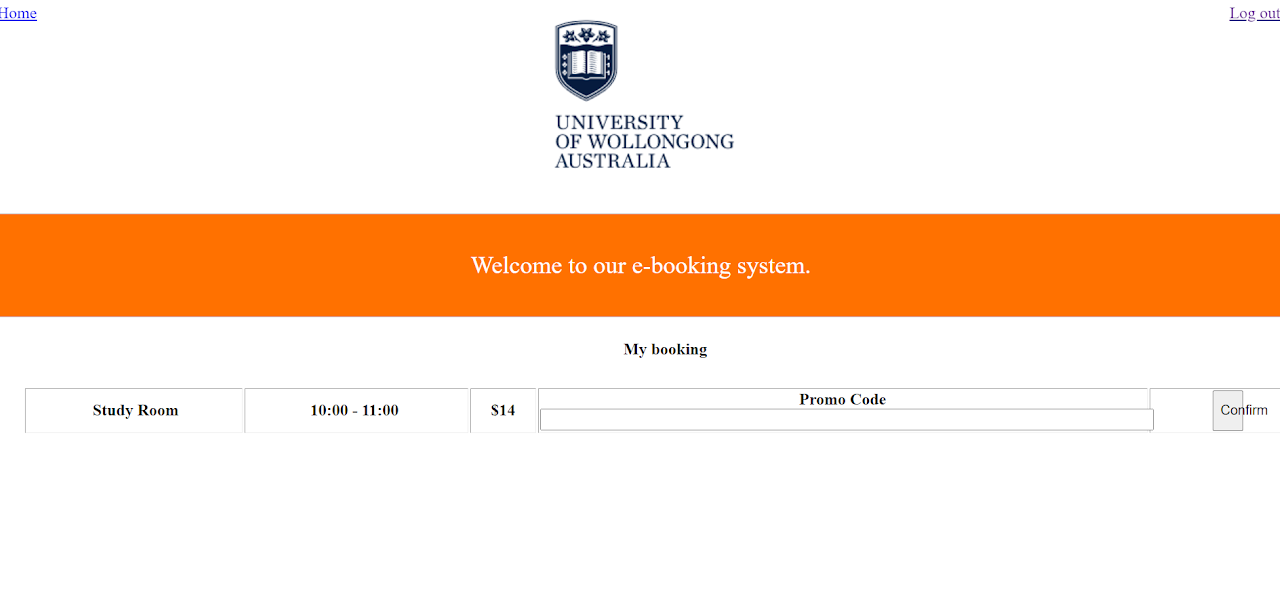 Home
Log out
UNIVERSITY
OF WOLLONGONG
AUSTRALIA
Welcome to our e-booking system.
My booking
Study Room
10:00 - 11:00
$14
Promo Code
Confirm